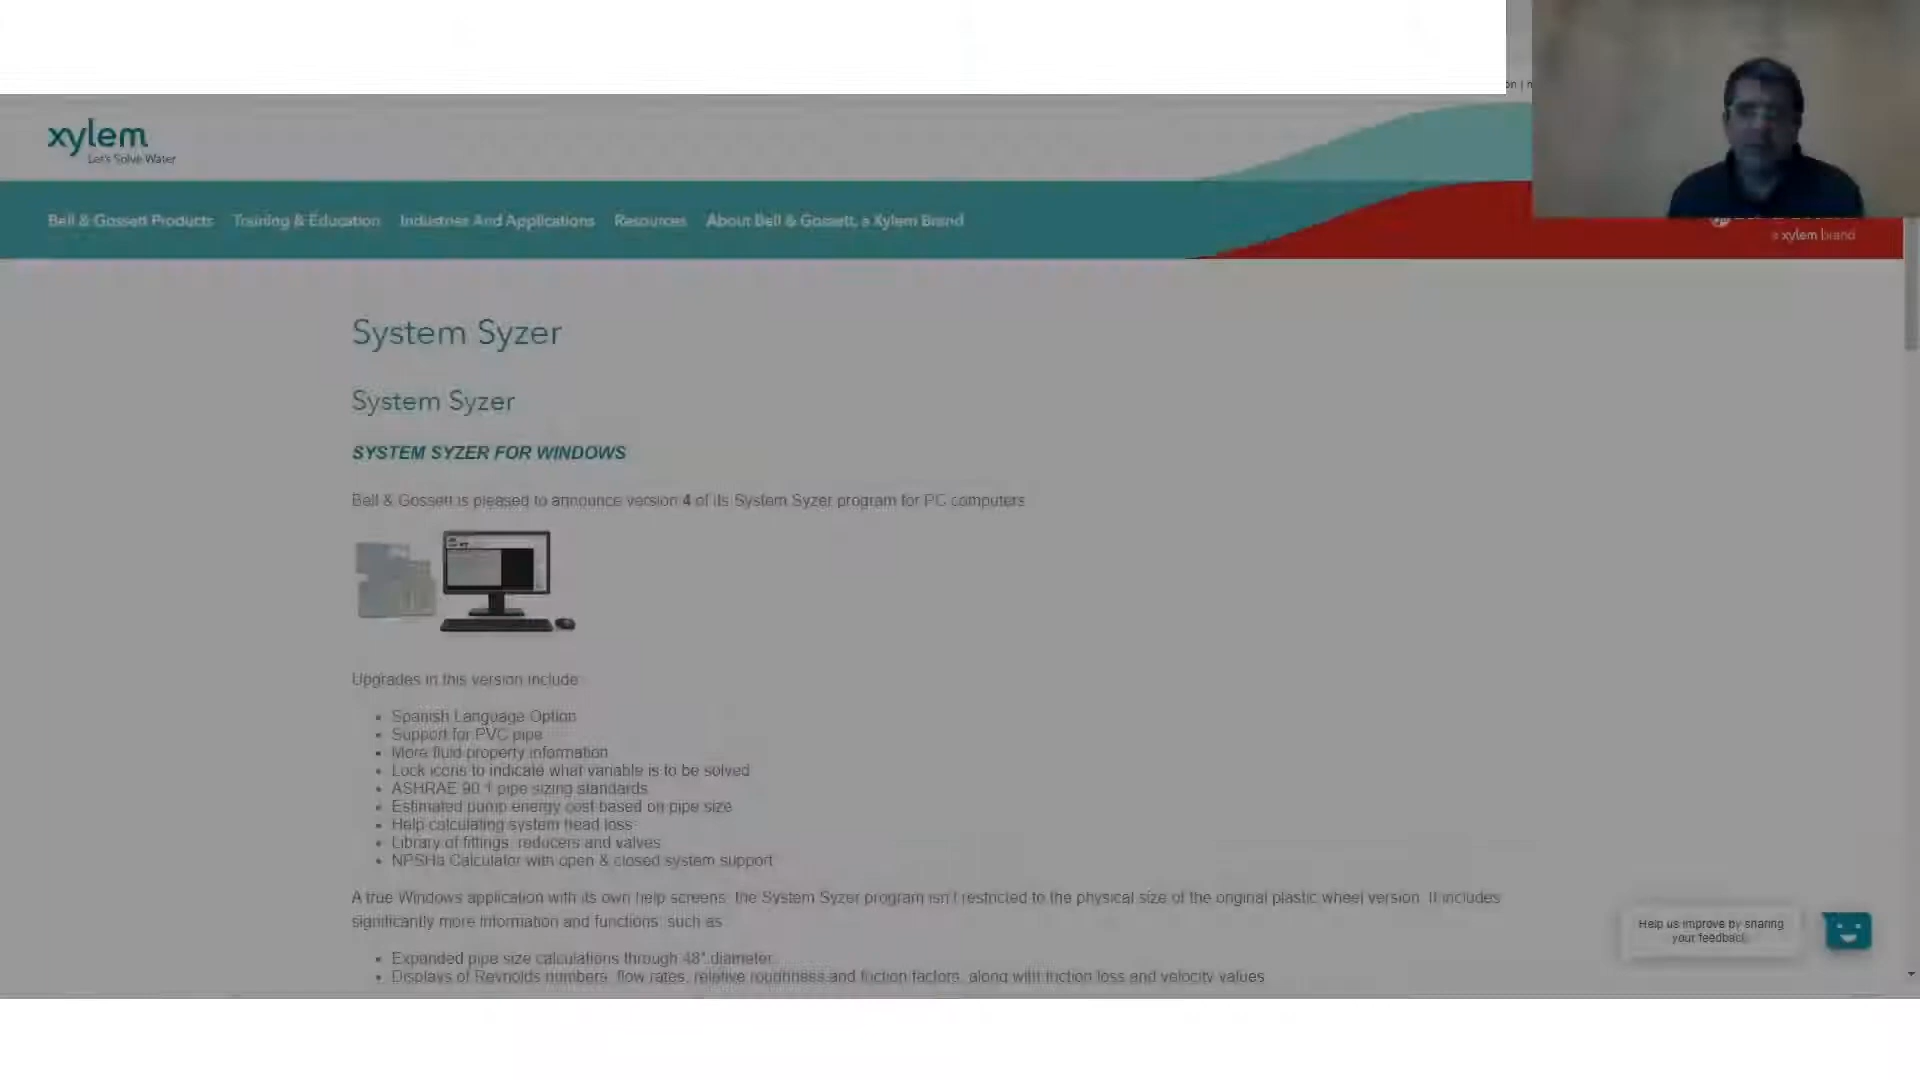 xylem
Let's Solve Water
Bell & Gossett Products Training & Education Industries And Applications Resources About Bell & Gossett, a Xylem Brand
a xylem brand
System Syzer
System Syzer
SYSTEM SYZER FOR WINDOWS
Bell & Gossett is pleased to announce version 4 of its System Syzer program for PC computers
Upgrades in this version include:
• Spanish Language Option
• Support for PVC pipe
• More fluid property information
• Lock icons to indicate what variable is to be solved
• ASHRAE 90.1 pipe sizing standards
• Estimated pump energy cost based on pipe size
• Help calculating system head loss
• Library of fittings, reducers and valves
• NPSHa Calculator with open & closed system support
A true Windows application with its own help screens, the System Syzer program isn't restricted to the physical size of the original plastic wheel version. It includes
significantly more information and functions, such as
• Expanded pipe size calculations through 48" diameter
• Displays of Reynolds numbers, flow rates, relative roughness and friction factors, along with friction loss and velocity values
Help us improve by sharing
your feedback